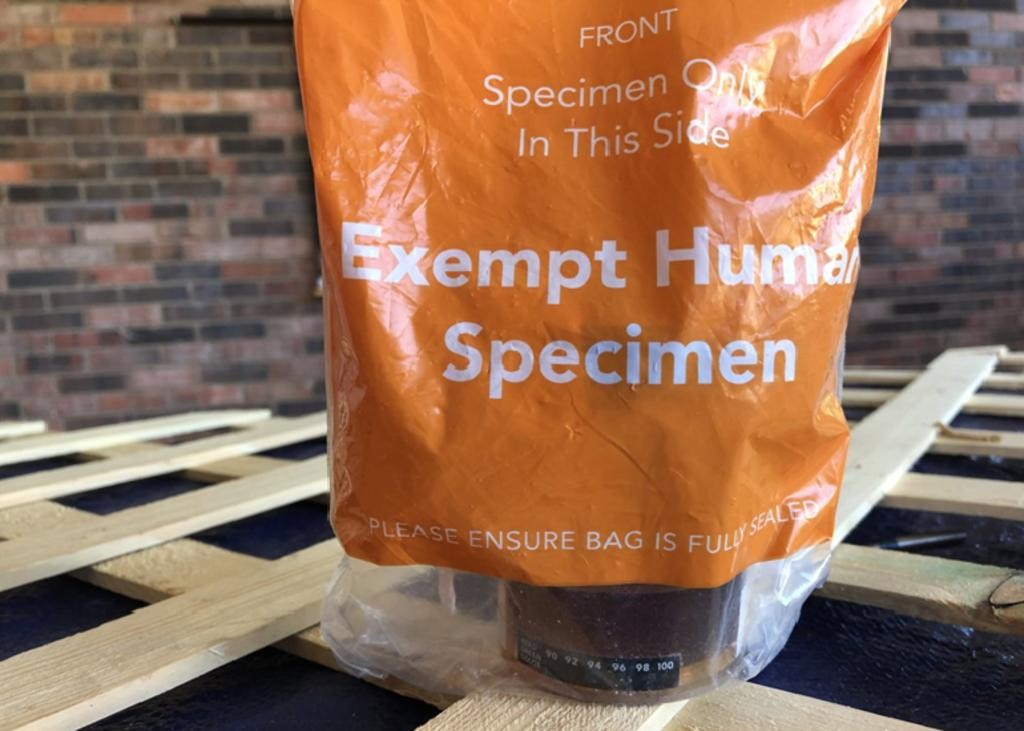 FRONT
Specimen Only
In This Side
Exempt Human
Specimen
PLEASE ENSURE BAG IS FULLY SEALED
90 92 94 96 98 100